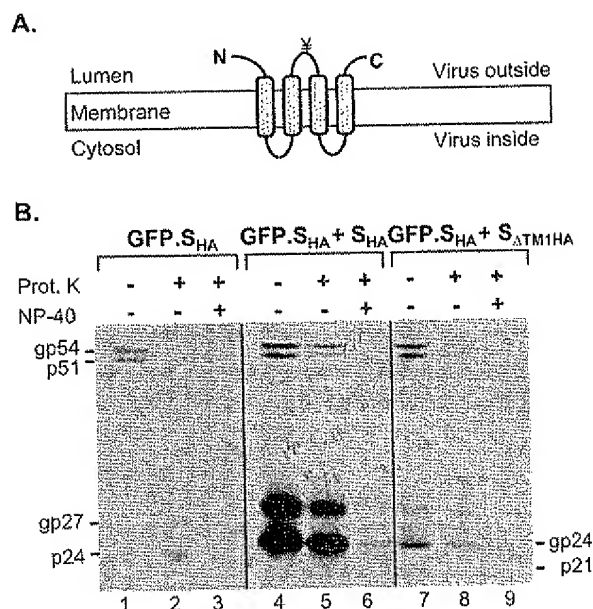 A.
N
C
Lumen
Virus outside
Membrane
Cytosol
Virus inside
B.
GFP.SHA GFP.SHA + SHA GFP.SHA + SΔTM1HA
Prot. K - + + - + + - + +
NP-40 - - + - - + - - +
gp54
p51
gp27
p24
gp24
p21
1 2 3 4 5 6 7 8 9